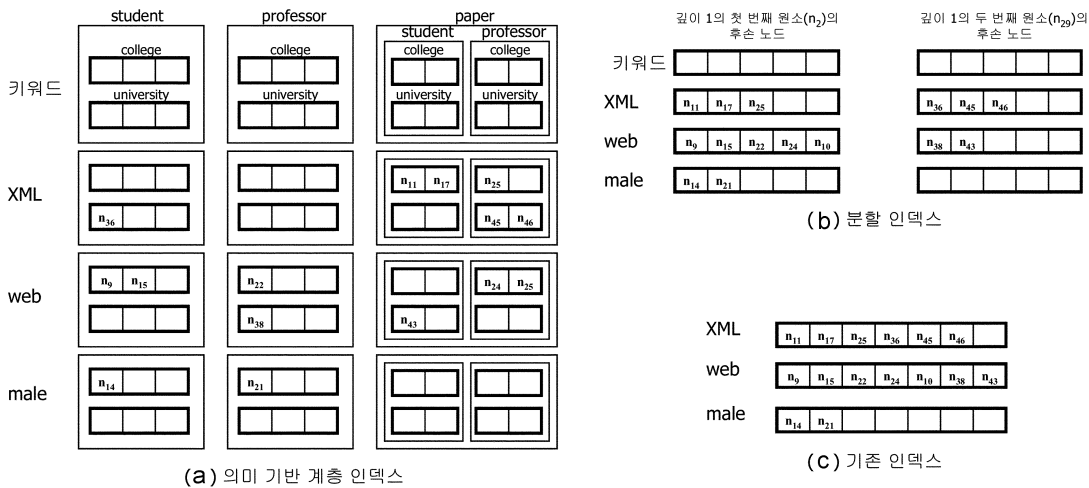 student professor paper
student professor
college college college college
키워드
university university university university
XML
n11 n17 n25
n36 n45 n46
web
n9 n15 n22 n24 n25
n38 n43
male
n14 n21
(a) 의미 기반 계층 인덱스
깊이 1의 첫 번째 원소(n2)의
후손 노드
깊이 1의 두 번째 원소(n29)의
후손 노드
키워드
XML n11 n17 n25 n36 n45 n46
web n9 n15 n22 n24 n10 n38 n43
male n14 n21
(b) 분할 인덱스
XML n11 n17 n25 n36 n45 n46
web n9 n15 n22 n24 n10 n38 n43
male n14 n21
(c) 기존 인덱스